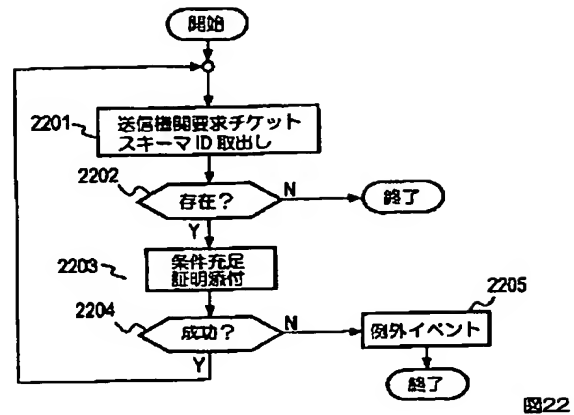 開始
2201
送信機関要求チケット
スキーマID取出し
2202
存在?
N
終了
Y
2203
条件充足
証明添付
2204
成功?
N
2205
例外イベント
Y
終了
図22